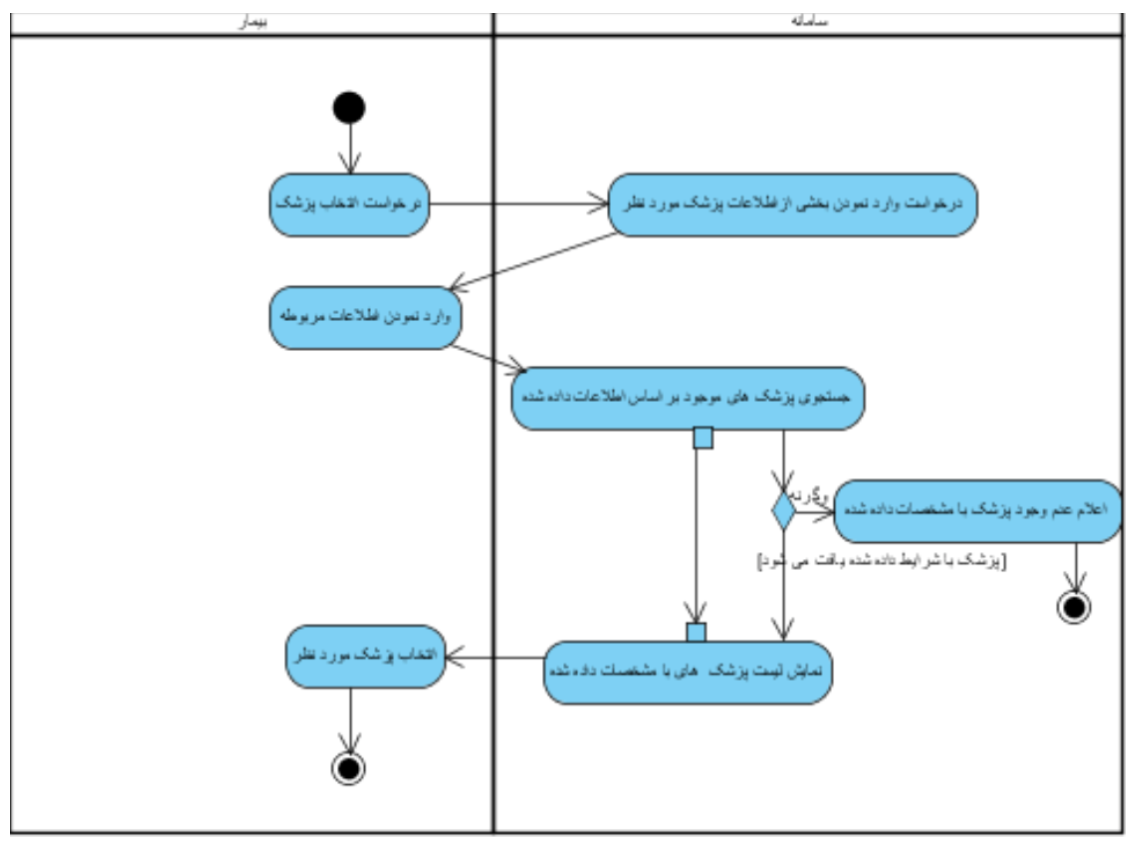 بیمار
سامانه
درخواست انتخاب پزشک
درخواست وارد نمودن بخشی از اطلاعات پزشک مورد نظر
وارد نمودن اطلاعات مربوطه
جستجوی پزشک های موجود بر اساس اطلاعات داده شده
وگرنه
اعلام عدم وجود پزشک با مشخصات داده شده
[پزشک با شرایط داده شده یافت می شود]
انتخاب پزشک مورد نظر
نمایش لیست پزشک های با مشخصات داده شده